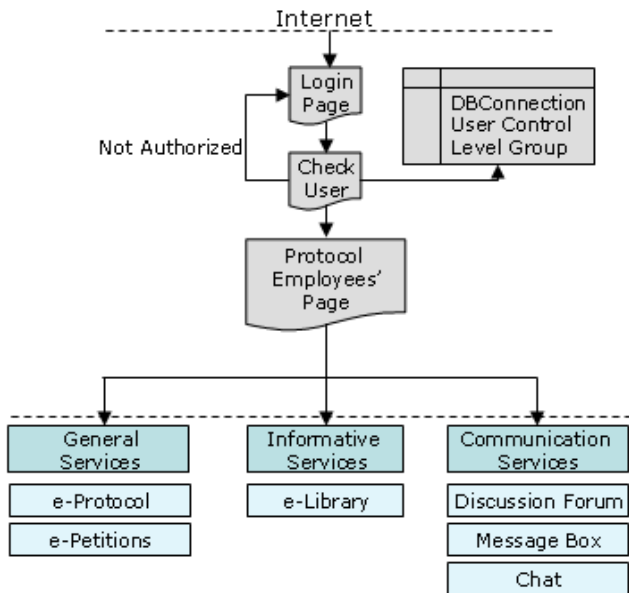 Internet
Login
Page
DBConnection
User Control
Level Group
Not Authorized
Check
User
Protocol
Employees'
Page
General
Services
Informative
Services
Communication
Services
e-Protocol
e-Library
Discussion Forum
e-Petitions
Message Box
Chat